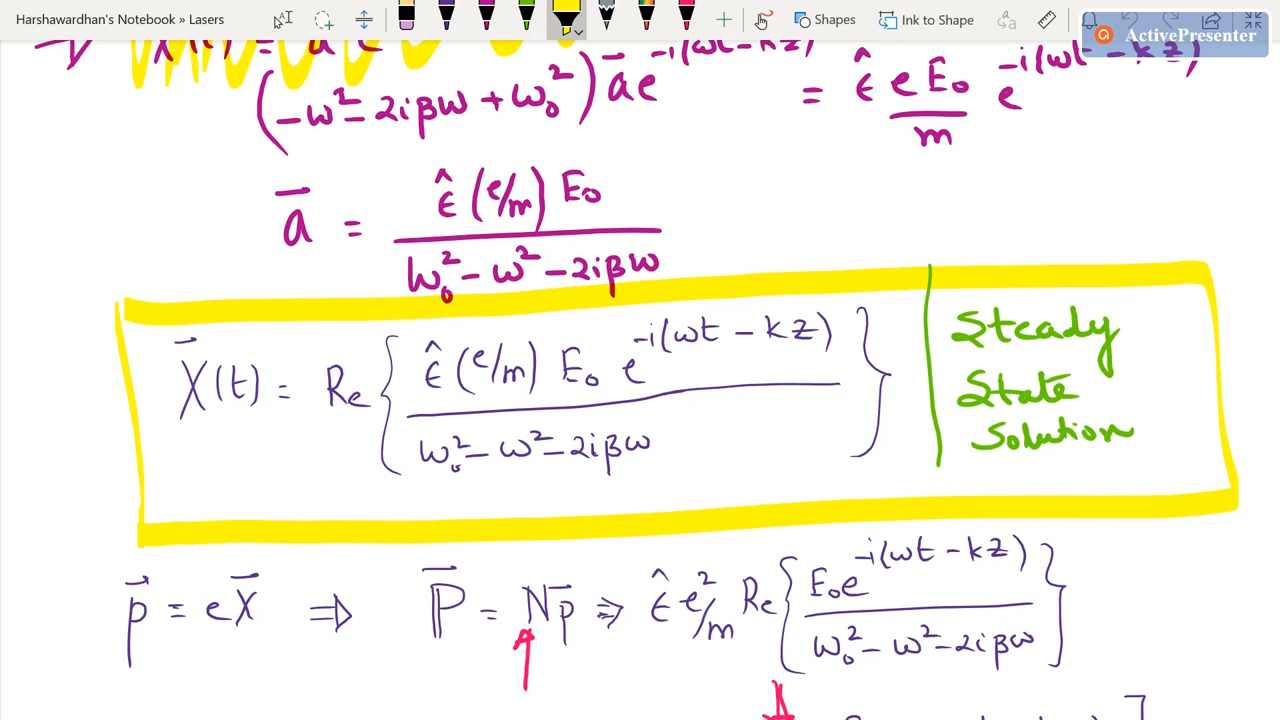 Harshawardhan's Notebook » Lasers
Shapes
Ink to Shape
ActivePresenter
(-ω² - 2iβω + ω₀²) a̅ e^{-i(ωt-kz)} = ε̂ eE₀/m e^{-i(ωt-kz)}
a̅ = ε̂(e/m)E₀ / (ω₀² - ω² - 2iβω)
X⃗(t) = Re{ ε̂(e/m) E₀ e^{-i(ωt - kz)} / (ω₀² - ω² - 2iβω) }
Steady
State
Solution
p⃗ = eX̅ ⇒ P̅ = Np̅ ⇒ ε̂ e²/m Re{ E₀e^{-i(ωt - kz)} / (ω₀² - ω² - 2iβω) }